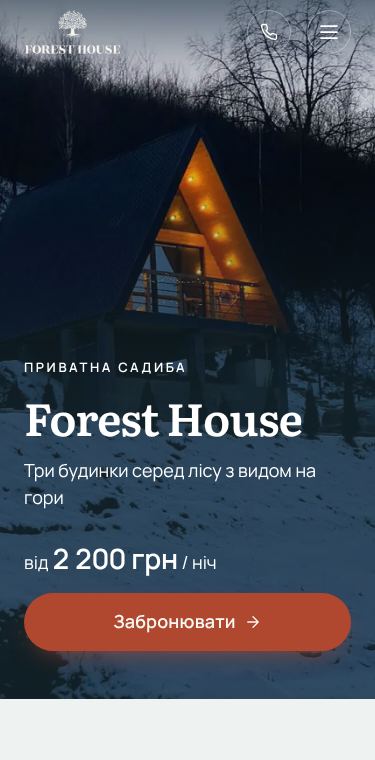 FOREST HOUSE
ПРИВАТНА САДИБА
Forest House
Три будинки серед лісу з видом на
гори
від 2 200 грн / ніч
Забронювати →